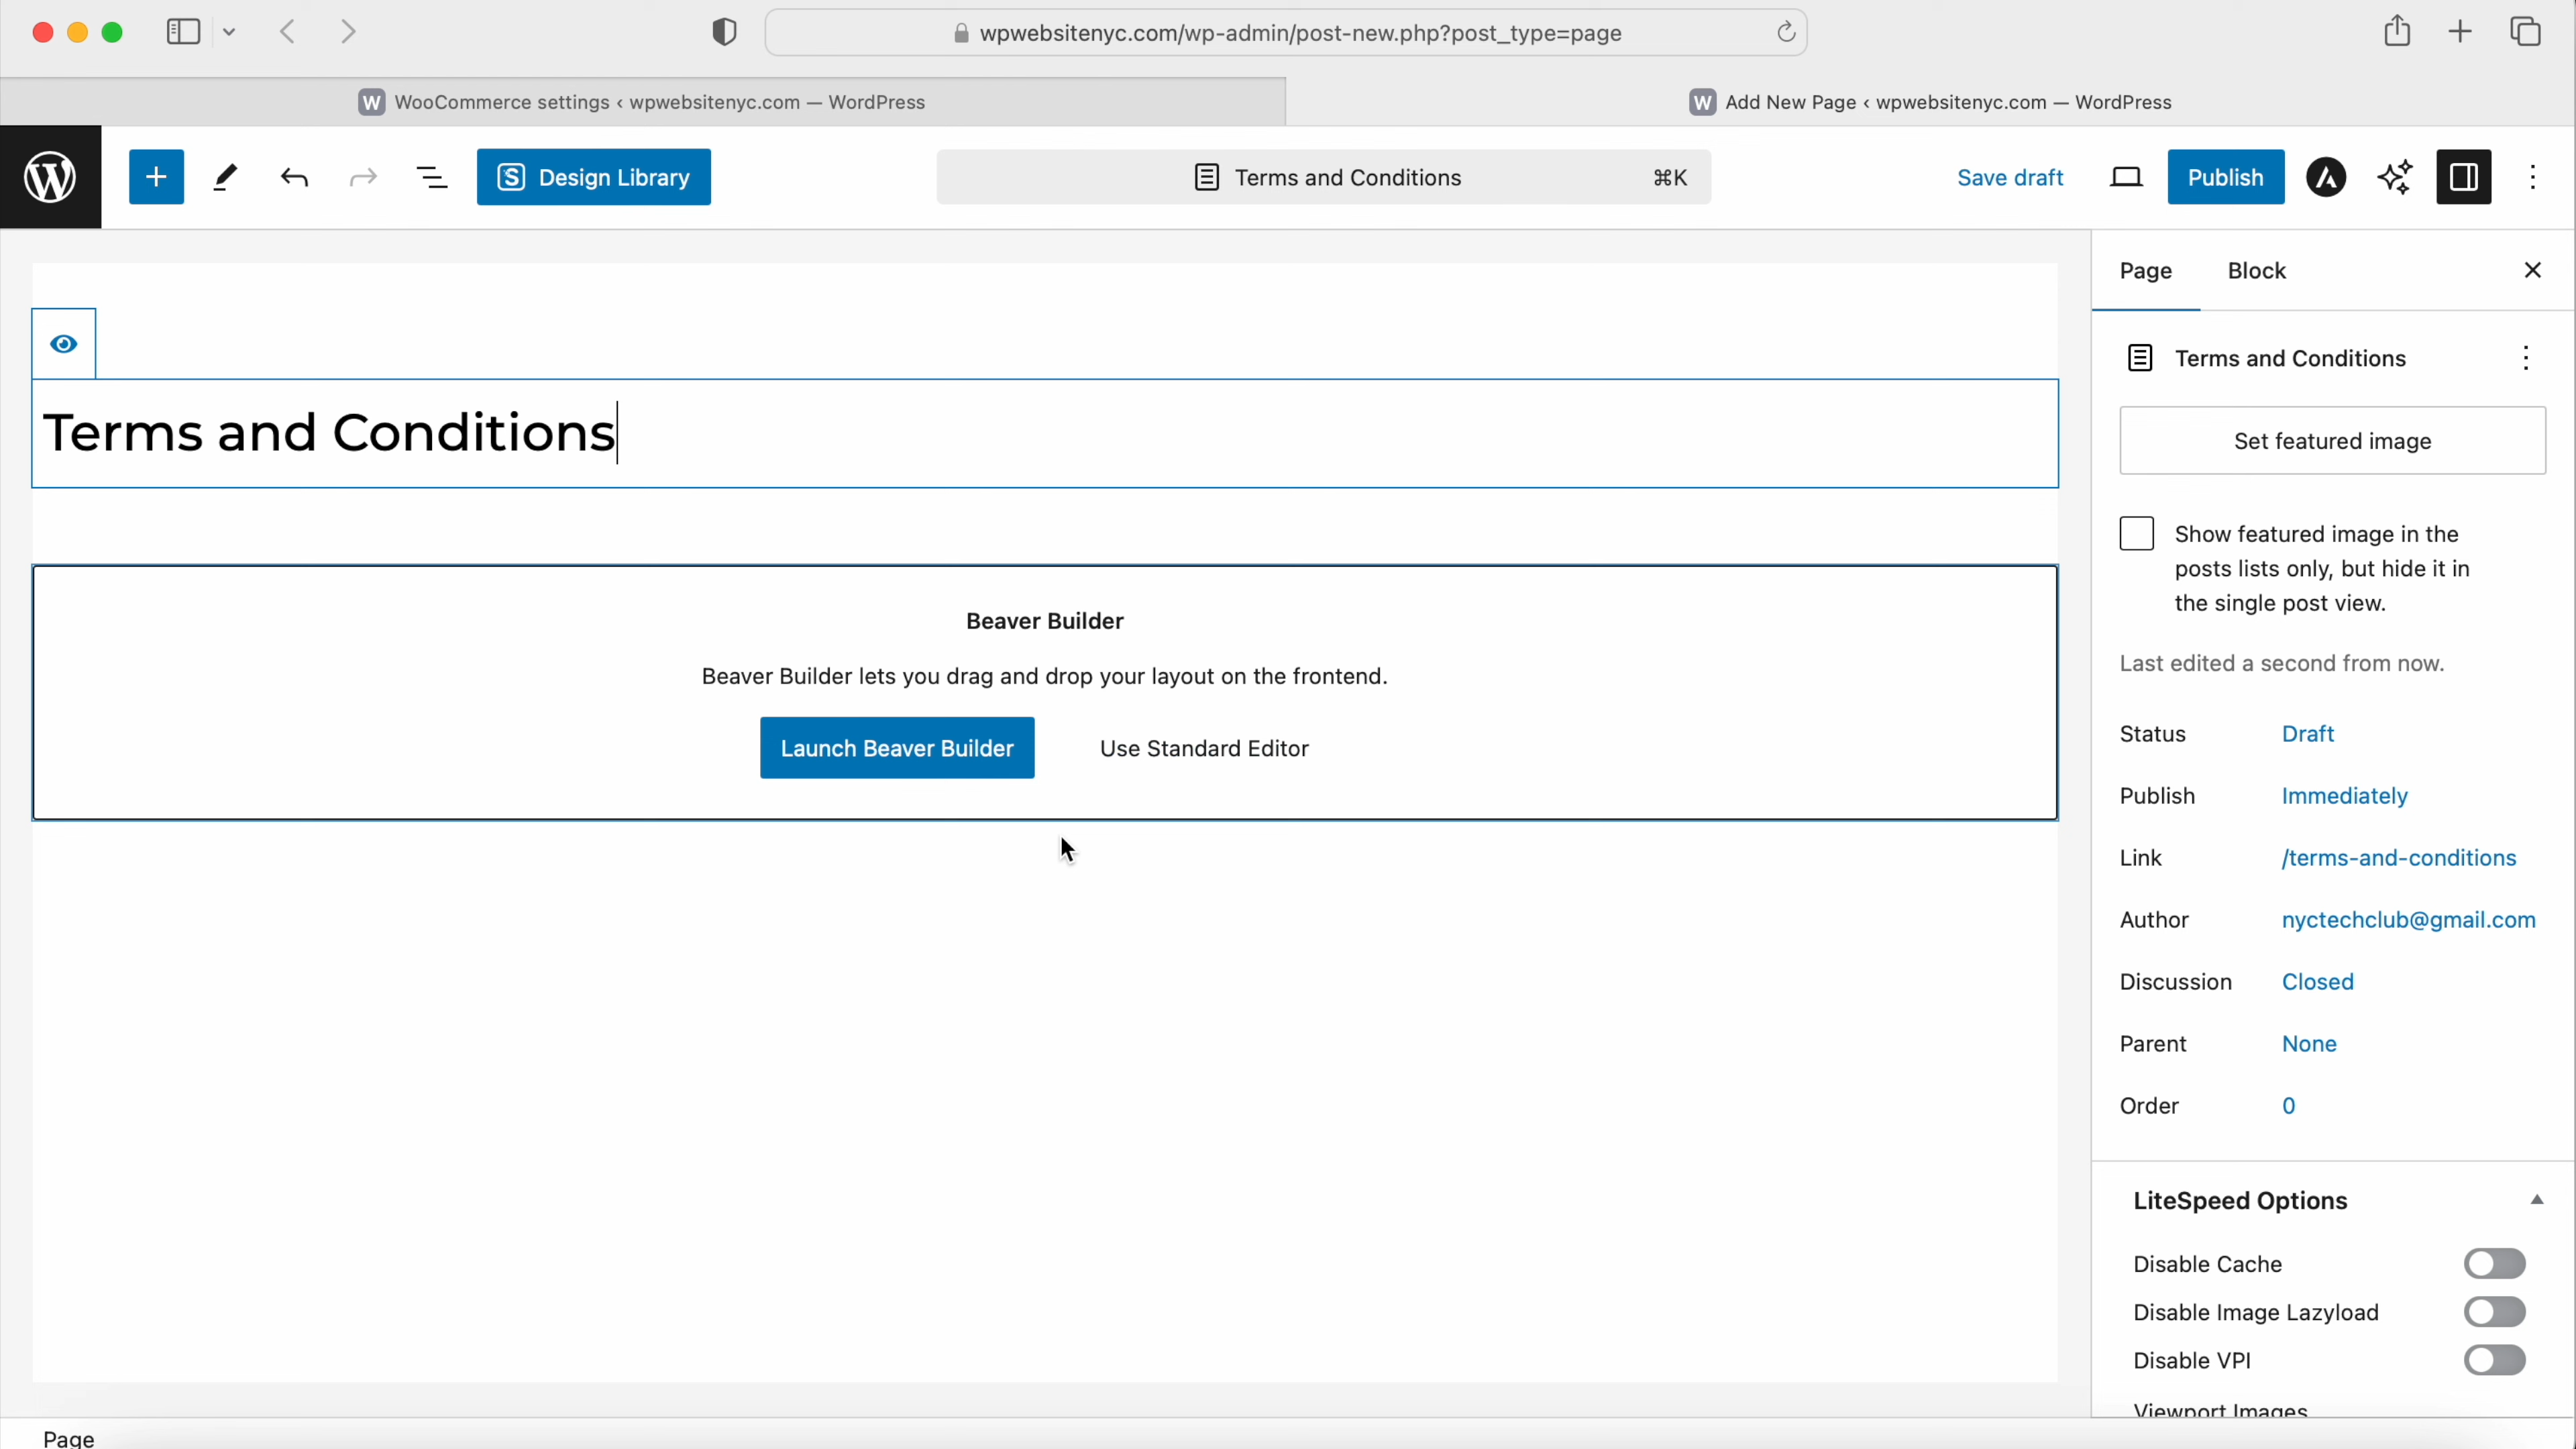 wpwebsitenyc.com/wp-admin/post-new.php?post_type=page
W WooCommerce settings ‹ wpwebsitenyc.com — WordPress
W Add New Page ‹ wpwebsitenyc.com — WordPress
Design Library
Terms and Conditions ⌘K
Save draft
Publish
Page Block
Terms and Conditions
Set featured image
Show featured image in the
posts lists only, but hide it in
the single post view.
Last edited a second from now.
Status Draft
Publish Immediately
Link /terms-and-conditions
Author nyctechclub@gmail.com
Discussion Closed
Parent None
Order 0
LiteSpeed Options
Disable Cache
Disable Image Lazyload
Disable VPI
Viewport Images
Terms and Conditions
Beaver Builder
Beaver Builder lets you drag and drop your layout on the frontend.
Launch Beaver Builder Use Standard Editor
Page